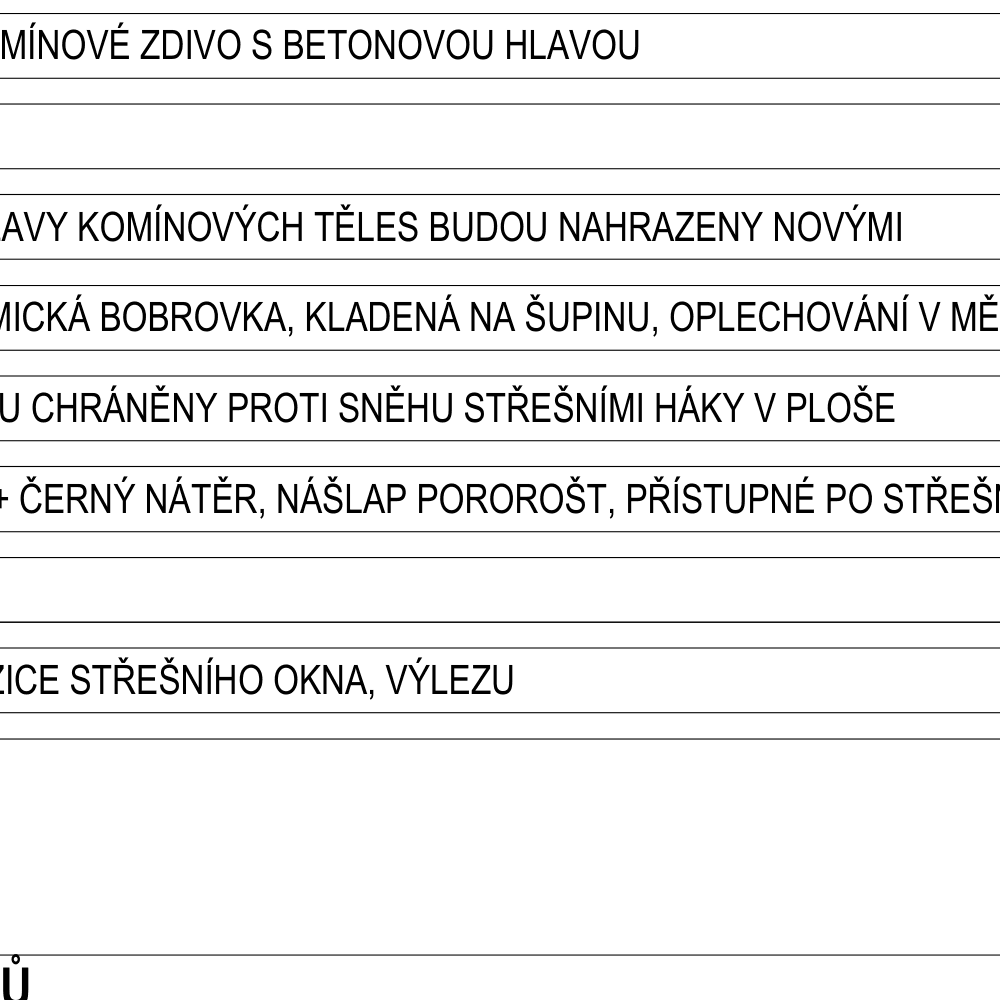 MÍNOVÉ ZDIVO S BETONOVOU HLAVOU
AVY KOMÍNOVÝCH TĚLES BUDOU NAHRAZENY NOVÝMI
MICKÁ BOBROVKA, KLADENÁ NA ŠUPINU, OPLECHOVÁNÍ V MĚ
U CHRÁNĚNY PROTI SNĚHU STŘEŠNÍMI HÁKY V PLOŠE
+ ČERNÝ NÁTĚR, NÁŠLAP POROROŠT, PŘÍSTUPNÉ PO STŘEŠN
ZICE STŘEŠNÍHO OKNA, VÝLEZU
Ů